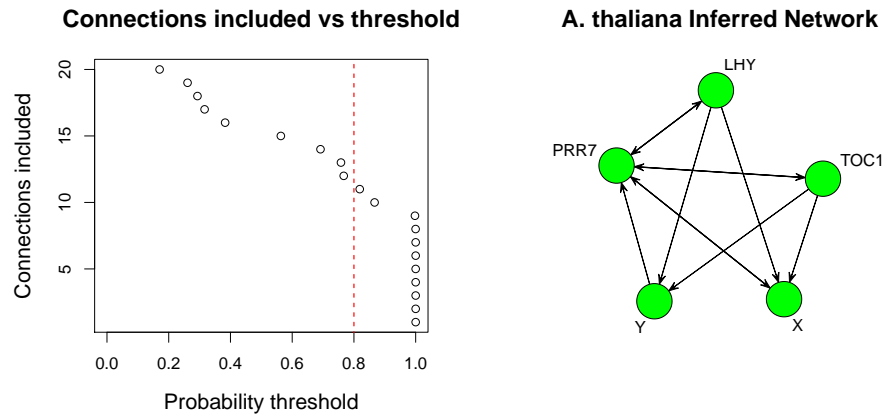 Connections included vs threshold
A. thaliana Inferred Network
Connections included
20
15
10
5
0.0 0.2 0.4 0.6 0.8 1.0
Probability threshold
LHY
PRR7
TOC1
Y
X